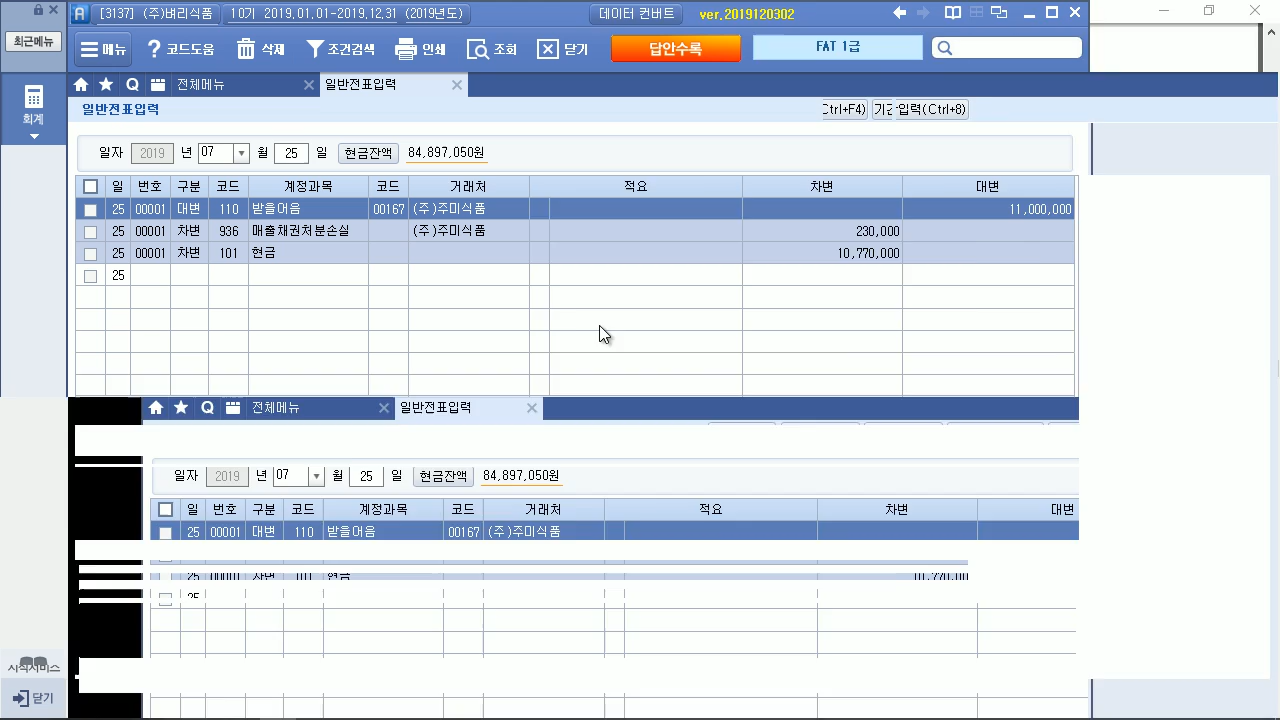 최근메뉴
[3137] (주)벼리식품 10기 2019.01.01-2019.12.31 (2019년도) 데이터 컨버트 ver.2019120302
메뉴 코드도움 삭제 조건검색 인쇄 조회 닫기 답안수록 FAT 1급
회계
전체메뉴 일반전표입력
일반전표입력 Ctrl+F4) 입력(Ctrl+8)
일자 2019 년 07 월 25 일 현금잔액 84,897,050원
일 번호 구분 코드 계정과목 코드 거래처 적요 차변 대변
25 00001 대변 110 받을어음 00167 (주)주미식품 11,000,000
25 00001 차변 936 매출채권처분손실 (주)주미식품 230,000
25 00001 차변 101 현금 10,770,000
25
전체메뉴 일반전표입력
일자 2019 년 07 월 25 일 현금잔액 84,897,050원
일 번호 구분 코드 계정과목 코드 거래처 적요 차변 대변
25 00001 대변 110 받을어음 00167 (주)주미식품
닫기